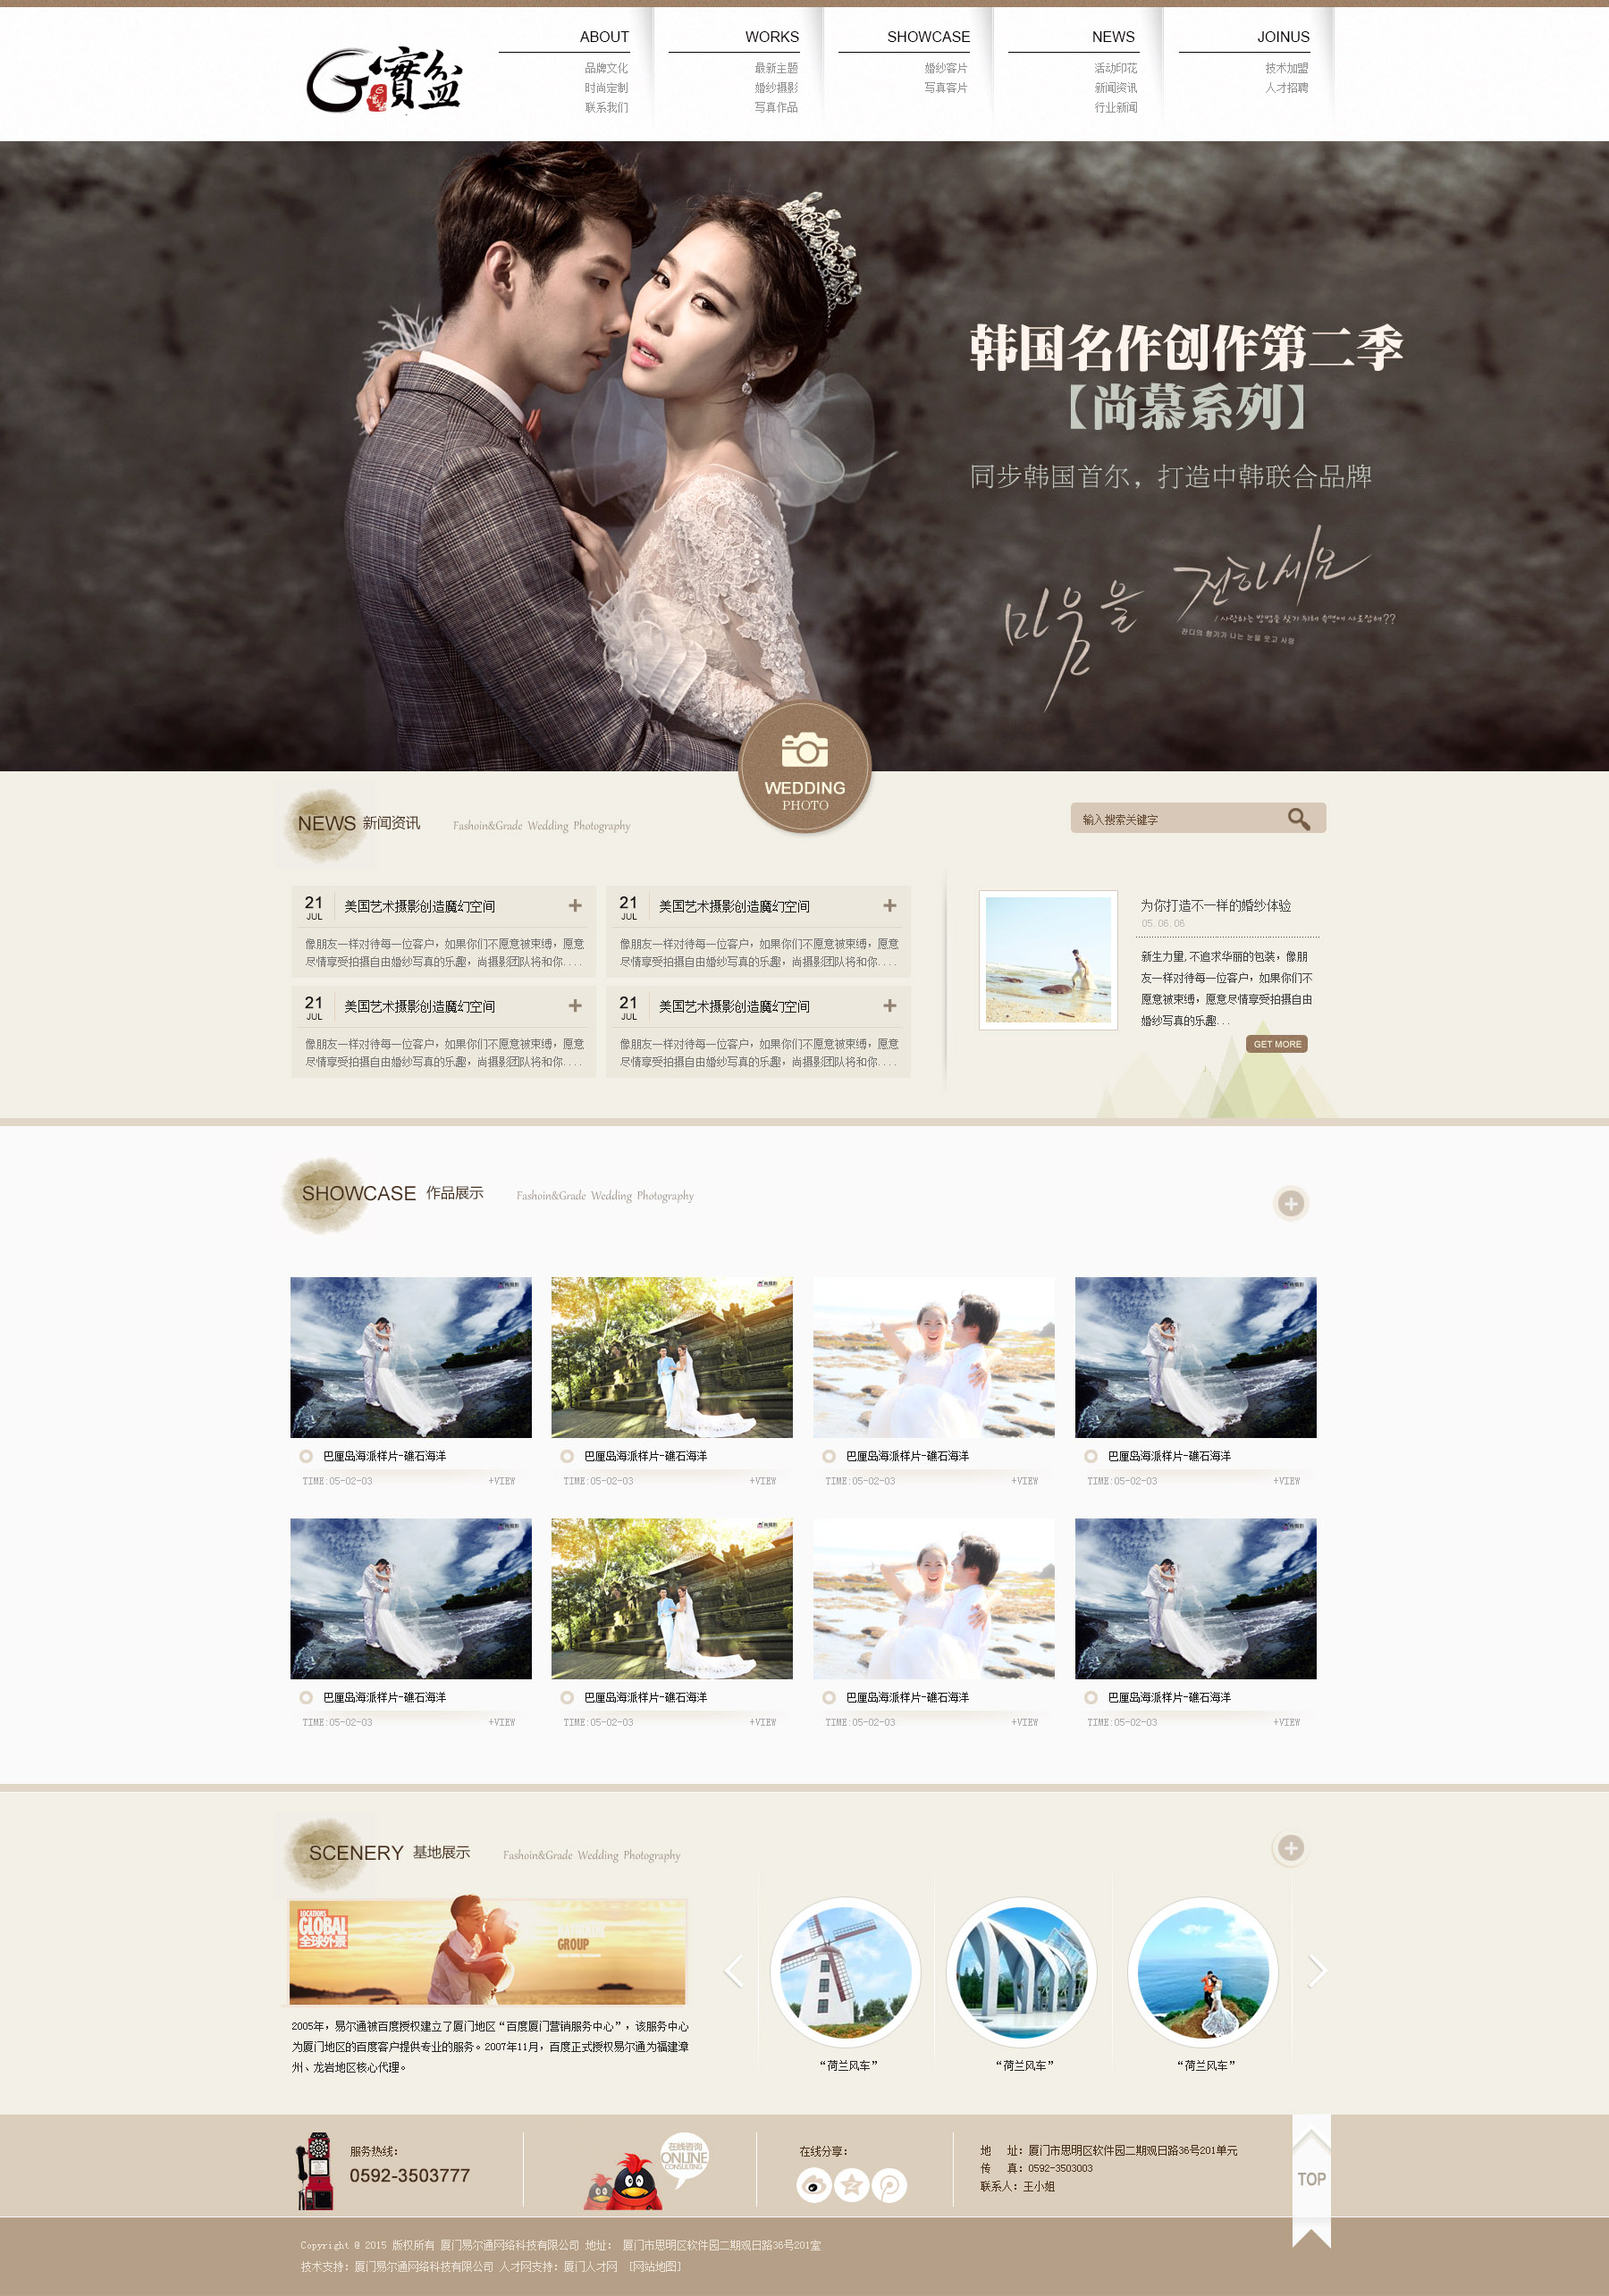 G 實盆
ABOUT
品牌文化
时尚定制
联系我们
WORKS
最新主题
婚纱摄影
写真作品
SHOWCASE
婚纱客片
写真客片
NEWS
活动印花
新闻资讯
行业新闻
JOINUS
技术加盟
人才招聘
韩国名作创作第二季
【尚慕系列】
同步韩国首尔，打造中韩联合品牌
마음을 전하세요
WEDDING
PHOTO
NEWS 新闻资讯 Fashoin&Grade Wedding Photography
输入搜索关键字
21 JUL 美国艺术摄影创造魔幻空间 +
像朋友一样对待每一位客户，如果你们不愿意被束缚，愿意
尽情享受拍摄自由婚纱写真的乐趣，尚摄影团队将和你....
21 JUL 美国艺术摄影创造魔幻空间 +
像朋友一样对待每一位客户，如果你们不愿意被束缚，愿意
尽情享受拍摄自由婚纱写真的乐趣，尚摄影团队将和你....
21 JUL 美国艺术摄影创造魔幻空间 +
像朋友一样对待每一位客户，如果你们不愿意被束缚，愿意
尽情享受拍摄自由婚纱写真的乐趣，尚摄影团队将和你....
21 JUL 美国艺术摄影创造魔幻空间 +
像朋友一样对待每一位客户，如果你们不愿意被束缚，愿意
尽情享受拍摄自由婚纱写真的乐趣，尚摄影团队将和你....
为你打造不一样的婚纱体验
05.06.06
新生力量,不追求华丽的包装，像朋
友一样对待每一位客户，如果你们不
愿意被束缚，愿意尽情享受拍摄自由
婚纱写真的乐趣...
GET MORE
SHOWCASE 作品展示 Fashoin&Grade Wedding Photography
巴厘岛海派样片-礁石海洋
TIME:05-02-03 +VIEW
巴厘岛海派样片-礁石海洋
TIME:05-02-03 +VIEW
巴厘岛海派样片-礁石海洋
TIME:05-02-03 +VIEW
巴厘岛海派样片-礁石海洋
TIME:05-02-03 +VIEW
巴厘岛海派样片-礁石海洋
TIME:05-02-03 +VIEW
巴厘岛海派样片-礁石海洋
TIME:05-02-03 +VIEW
巴厘岛海派样片-礁石海洋
TIME:05-02-03 +VIEW
巴厘岛海派样片-礁石海洋
TIME:05-02-03 +VIEW
SCENERY 基地展示 Fashoin&Grade Wedding Photography
LOCATIONS
GLOBAL
全球外景
GROUP
2005年，易尔通被百度授权建立了厦门地区“百度厦门营销服务中心”，该服务中心
为厦门地区的百度客户提供专业的服务。2007年11月，百度正式授权易尔通为福建漳
州、龙岩地区核心代理。
“荷兰风车”
“荷兰风车”
“荷兰风车”
服务热线：
0592-3503777
在线咨询
ONLINE
CONSULTING
在线分享：
地 址：厦门市思明区软件园二期观日路36号201单元
传 真：0592-3503003
联系人：王小姐
TOP
Copyright @ 2015 版权所有 厦门易尔通网络科技有限公司 地址： 厦门市思明区软件园二期观日路36号201室
技术支持：厦门易尔通网络科技有限公司 人才网支持：厦门人才网 [网站地图]